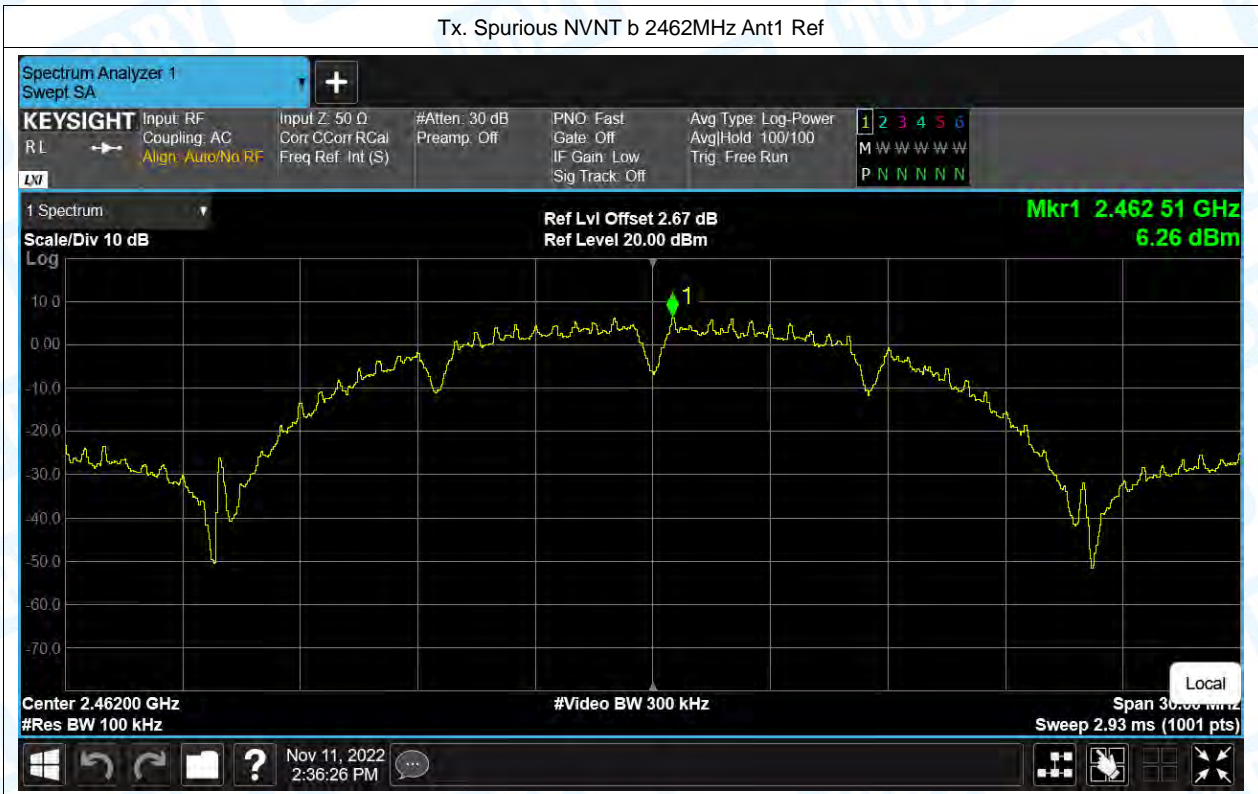 Tx. Spurious NVNT b 2462MHz Ant1 Ref
Spectrum Analyzer 1
Swept SA
+
KEYSIGHT
R L
LXI
Input: RF
Coupling: AC
Align: Auto/No RF
Input Z: 50 Ω
Corr CCorr RCal
Freq Ref: Int (S)
#Atten: 30 dB
Preamp: Off
PNO: Fast
Gate: Off
IF Gain: Low
Sig Track: Off
Avg Type: Log-Power
Avg|Hold: 100/100
Trig: Free Run
1 2 3 4 5 6
M W W W W W
P N N N N N
1 Spectrum
Scale/Div 10 dB
Log
Ref Lvl Offset 2.67 dB
Ref Level 20.00 dBm
Mkr1 2.462 51 GHz
6.26 dBm
1
10.0
0.00
-10.0
-20.0
-30.0
-40.0
-50.0
-60.0
-70.0
Local
Center 2.46200 GHz
#Video BW 300 kHz
Span 30.00 MHz
#Res BW 100 kHz
Sweep 2.93 ms (1001 pts)
?
Nov 11, 2022
2:36:26 PM